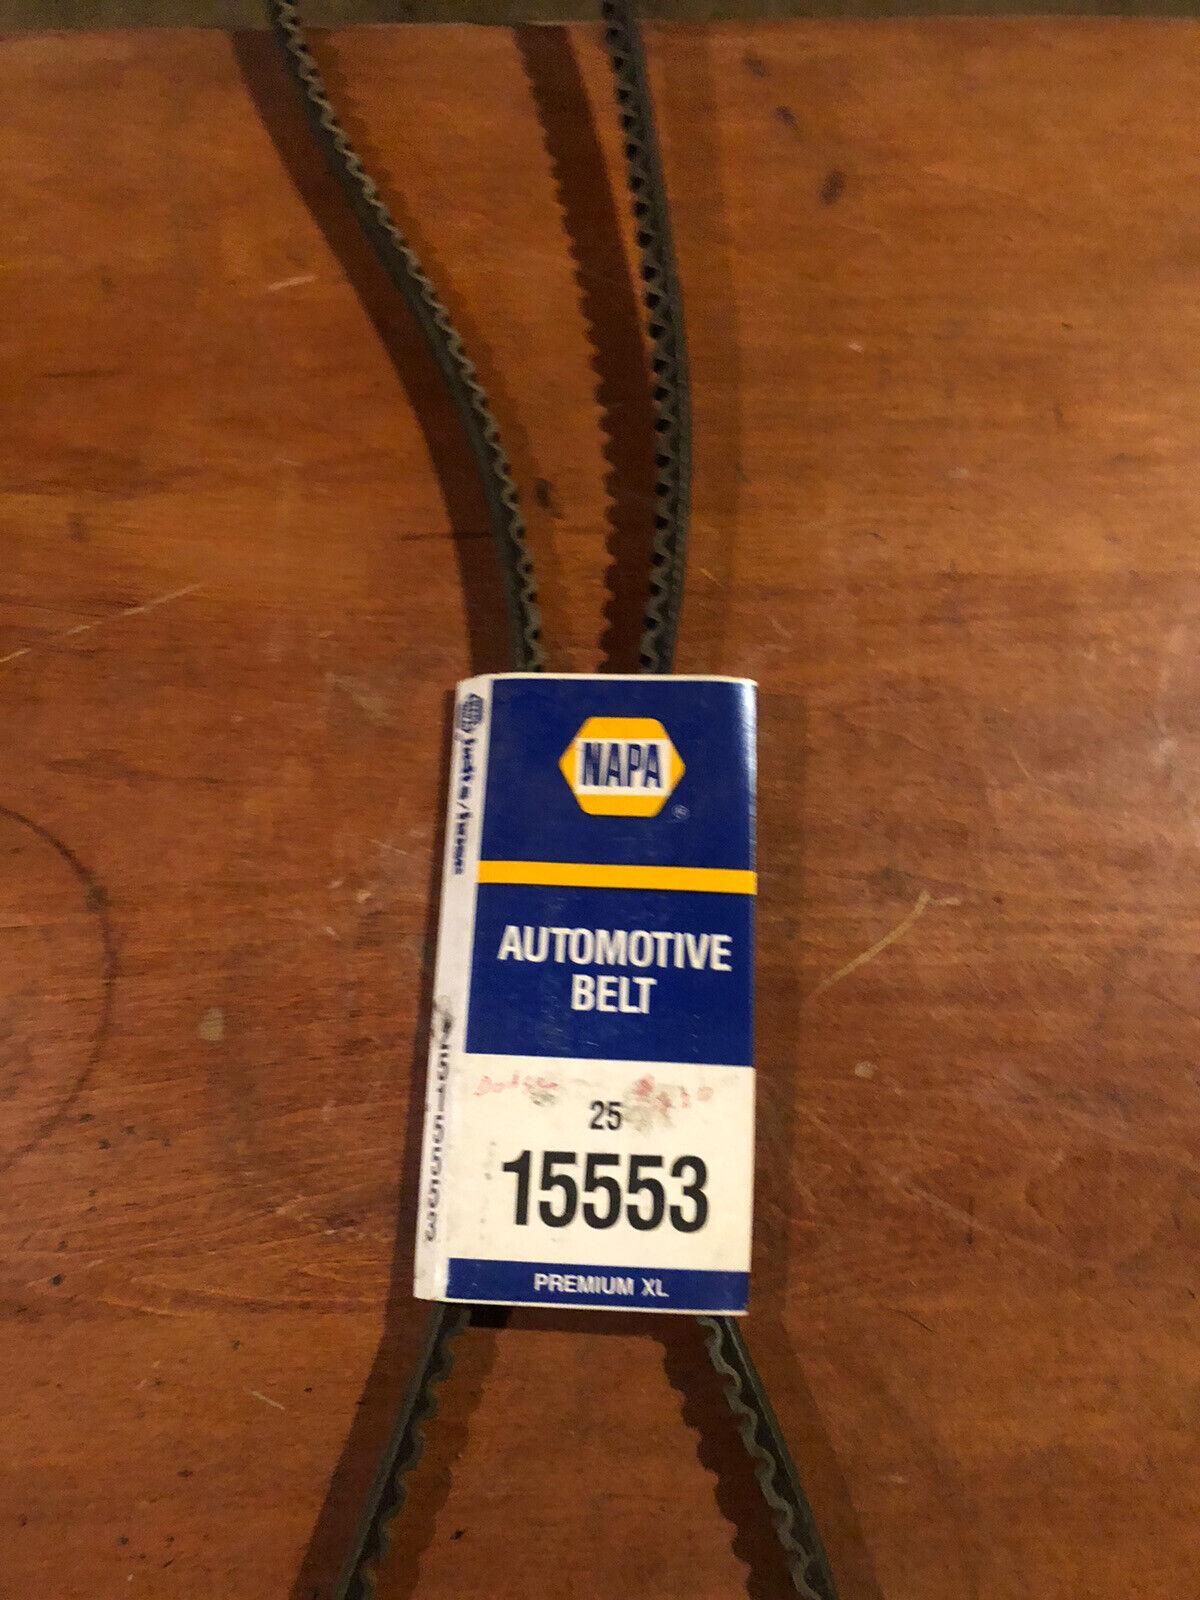 NAPA
®
AUTOMOTIVE
BELT
25
15553
PREMIUM XL